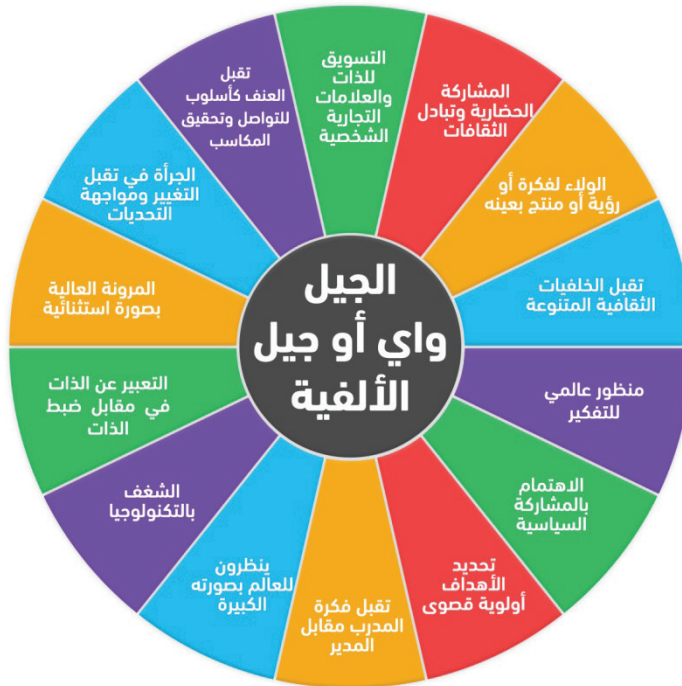 الجيل
واي أو جيل
الألفية
التسويق
للذات
والعلامات
التجارية
الشخصية
المشاركة
الحضارية وتبادل
الثقافات
الولاء لفكرة أو
رؤية أو منتج بعينه
تقبل الخلفيات
الثقافية المتنوعة
منظور عالمي
للتفكير
الاهتمام
بالمشاركة
السياسية
تحديد
الأهداف
أولوية قصوى
تقبل فكرة
المدرب مقابل
المدير
ينظرون
للعالم بصورته
الكبيرة
الشغف
بالتكنولوجيا
التعبير عن الذات
في مقابل ضبط
الذات
المرونة العالية
بصورة استثنائية
الجرأة في تقبل
التغيير ومواجهة
التحديات
تقبل
العنف كأسلوب
للتواصل وتحقيق
المكاسب